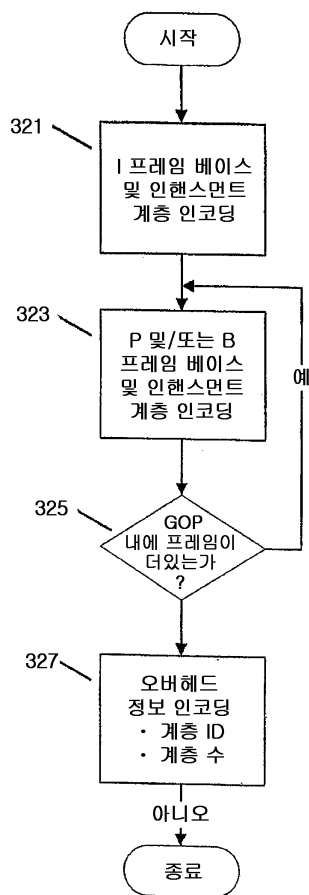 시작
321
I 프레임 베이스
및 인핸스먼트
계층 인코딩
323
P 및/또는 B
프레임 베이스
및 인핸스먼트
계층 인코딩
예
325
GOP
내에 프레임이
더있는가
?
327
오버헤드
정보 인코딩
• 계층 ID
• 계층 수
아니오
종료